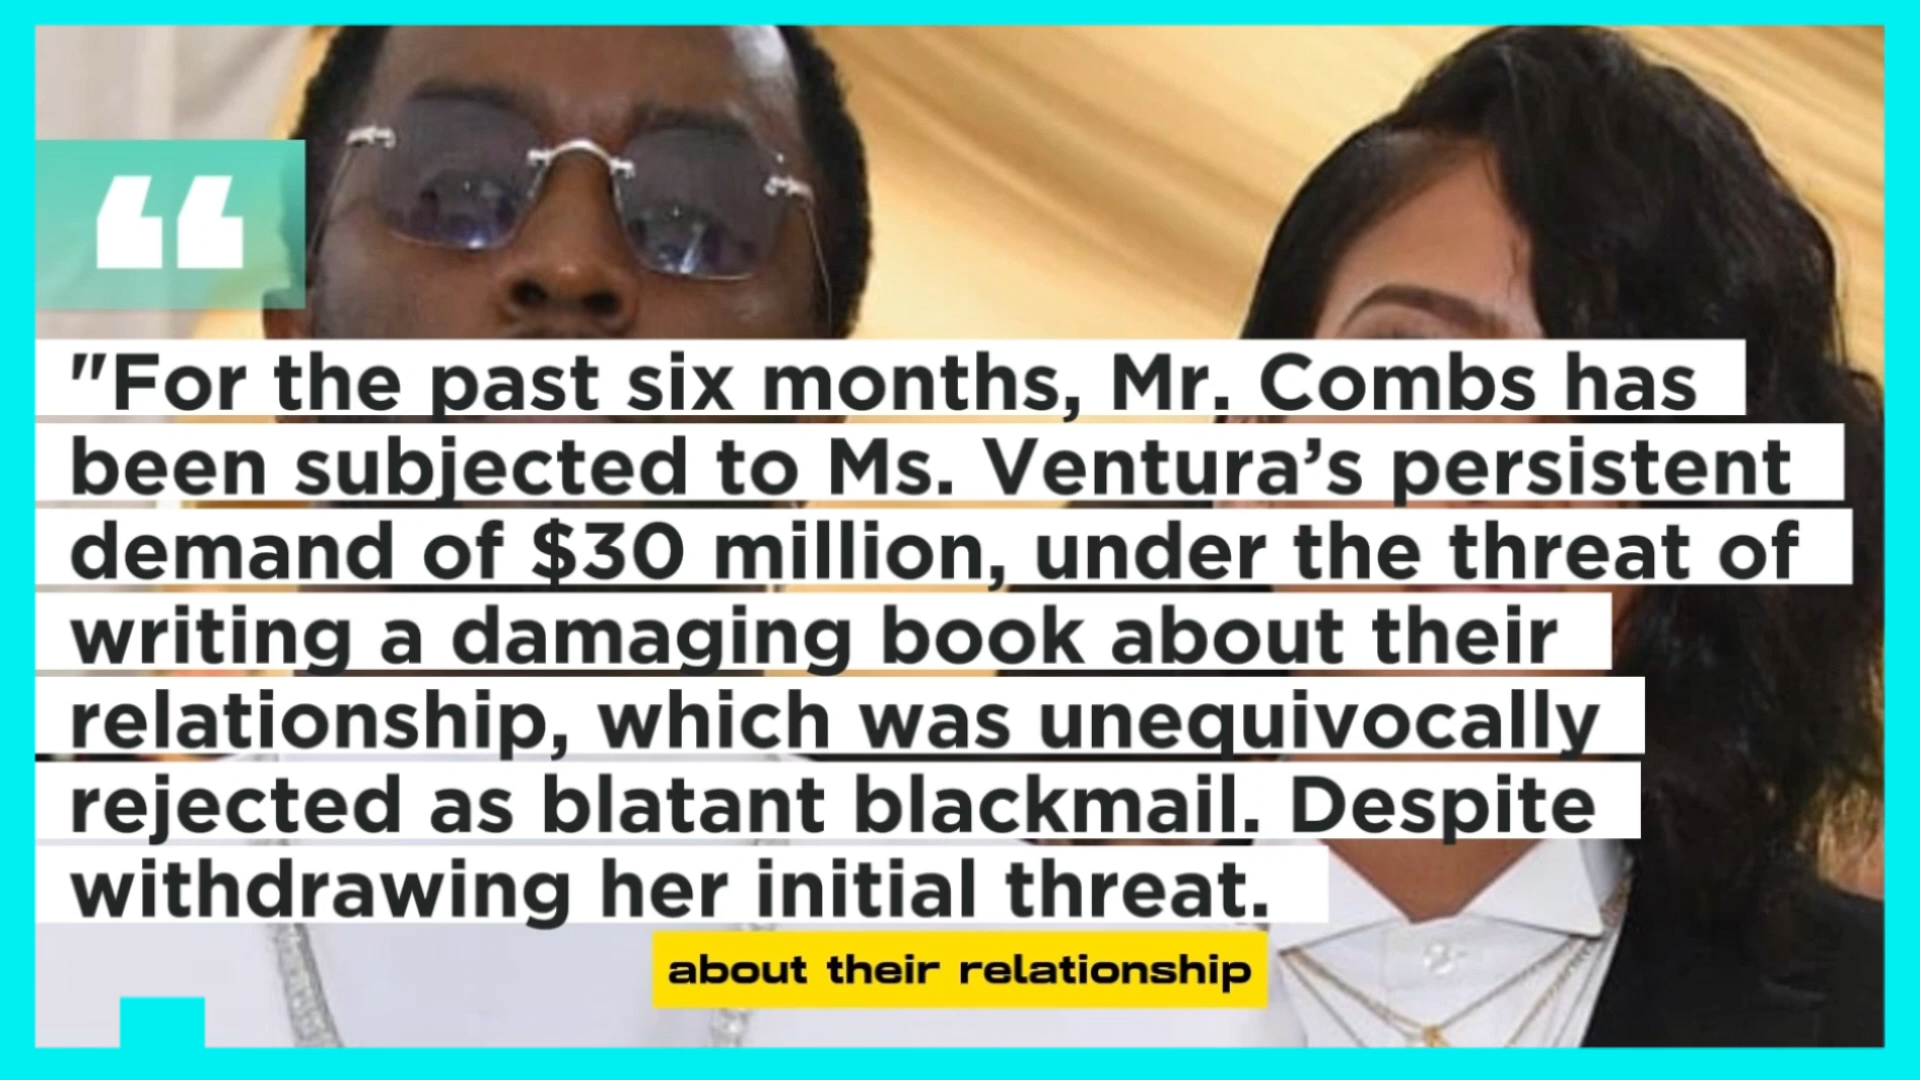 "For the past six months, Mr. Combs has
been subjected to Ms. Ventura’s persistent
demand of $30 million, under the threat of
writing a damaging book about their
relationship, which was unequivocally
rejected as blatant blackmail. Despite
withdrawing her initial threat.
about their relationship